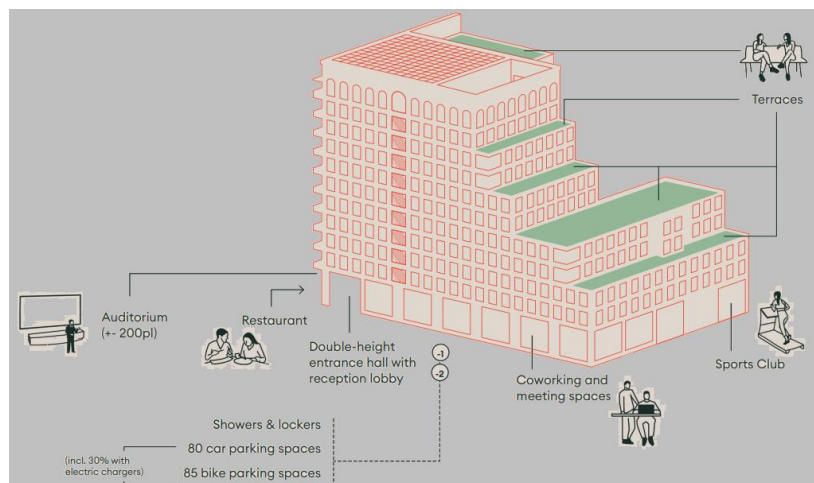 Terraces
Auditorium
(+- 200pl)
Restaurant
Double-height
entrance hall with
reception lobby
-1
-2
Coworking and
meeting spaces
Sports Club
Showers & lockers
80 car parking spaces
(incl. 30% with
electric chargers)
85 bike parking spaces